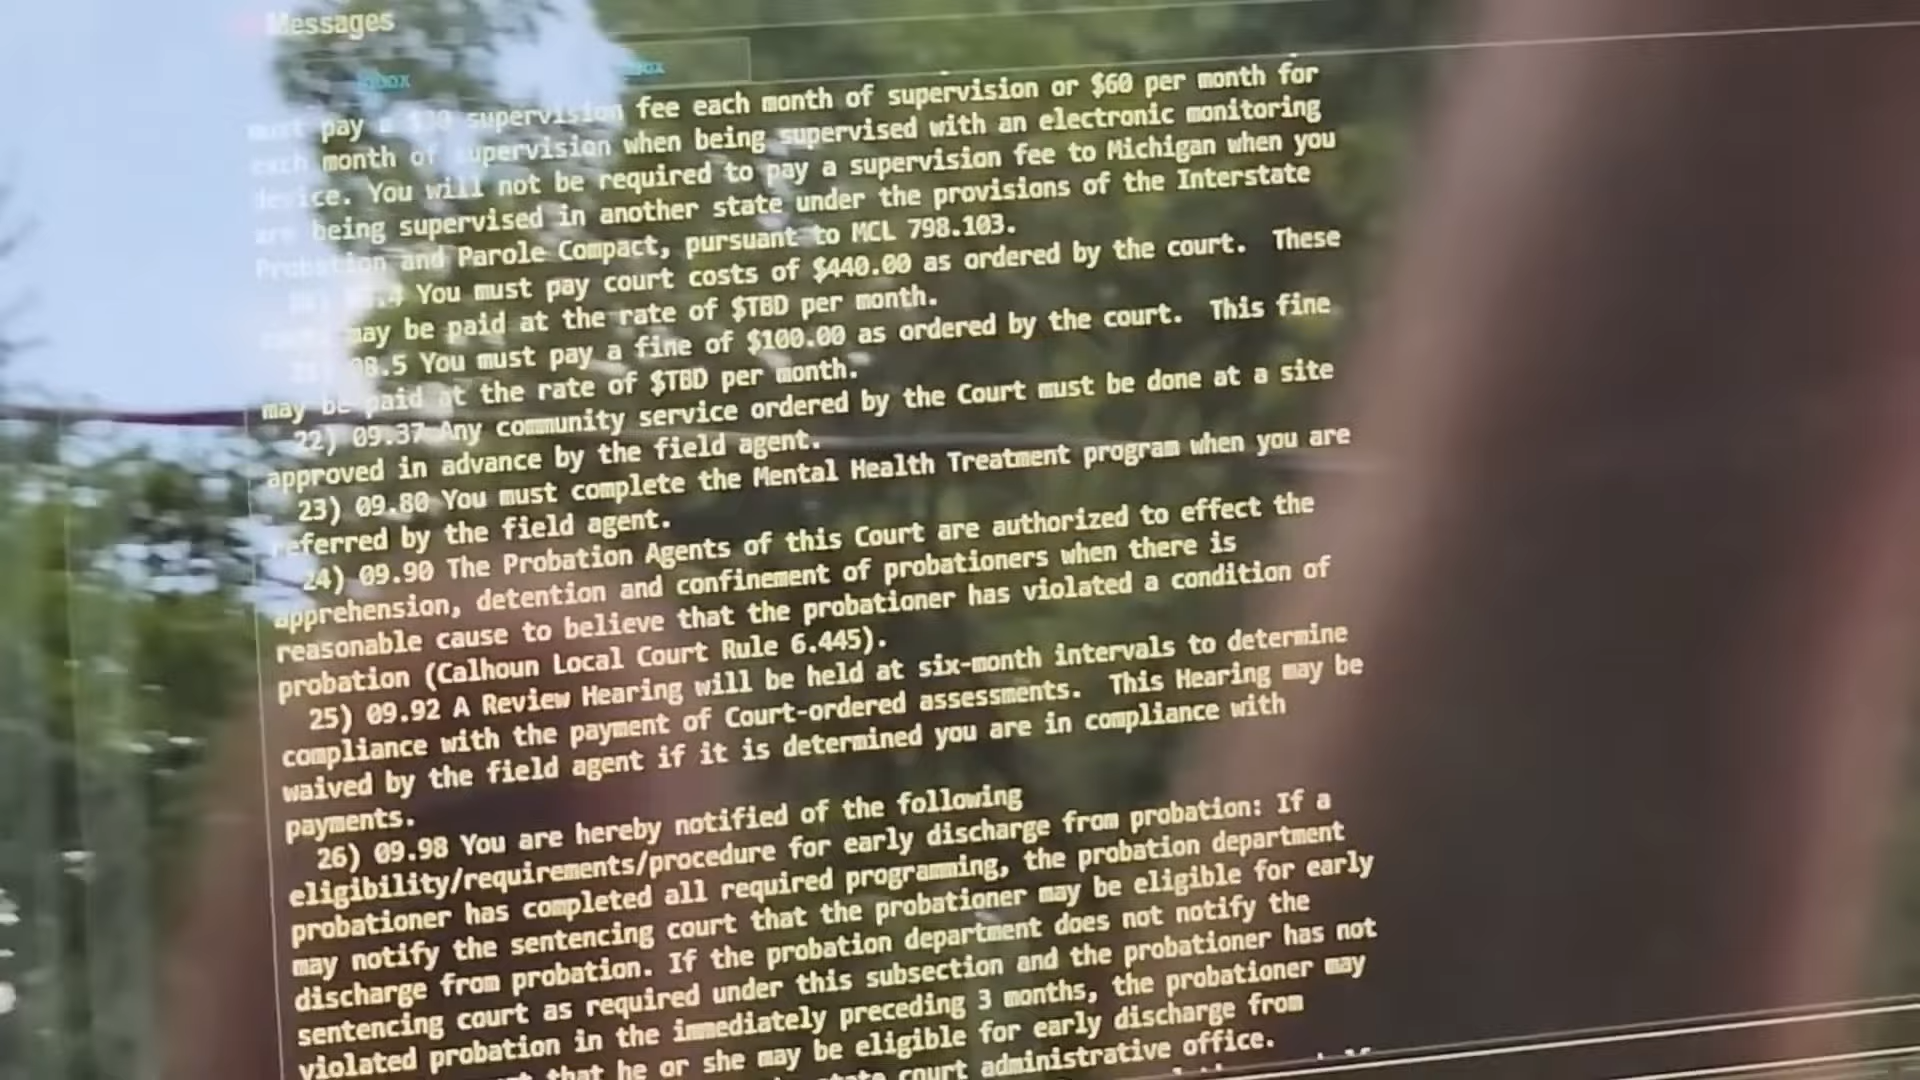 Messages
must pay a $30 supervision fee each month of supervision or $60 per month for
each month of supervision when being supervised with an electronic monitoring
device. You will not be required to pay a supervision fee to Michigan when you
are being supervised in another state under the provisions of the Interstate
Probation and Parole Compact, pursuant to MCL 798.103.
You must pay court costs of $440.00 as ordered by the court. These
may be paid at the rate of $TBD per month.
08.5 You must pay a fine of $100.00 as ordered by the court. This fine
may be paid at the rate of $TBD per month.
22) 09.37 Any community service ordered by the Court must be done at a site
approved in advance by the field agent.
23) 09.80 You must complete the Mental Health Treatment program when you are
referred by the field agent.
24) 09.90 The Probation Agents of this Court are authorized to effect the
apprehension, detention and confinement of probationers when there is
reasonable cause to believe that the probationer has violated a condition of
probation (Calhoun Local Court Rule 6.445).
25) 09.92 A Review Hearing will be held at six-month intervals to determine
compliance with the payment of Court-ordered assessments. This Hearing may be
waived by the field agent if it is determined you are in compliance with
payments.
26) 09.98 You are hereby notified of the following
eligibility/requirements/procedure for early discharge from probation: If a
probationer has completed all required programming, the probation department
may notify the sentencing court that the probationer may be eligible for early
discharge from probation. If the probation department does not notify the
sentencing court as required under this subsection and the probationer has not
violated probation in the immediately preceding 3 months, the probationer may
that he or she may be eligible for early discharge from
state court administrative office.